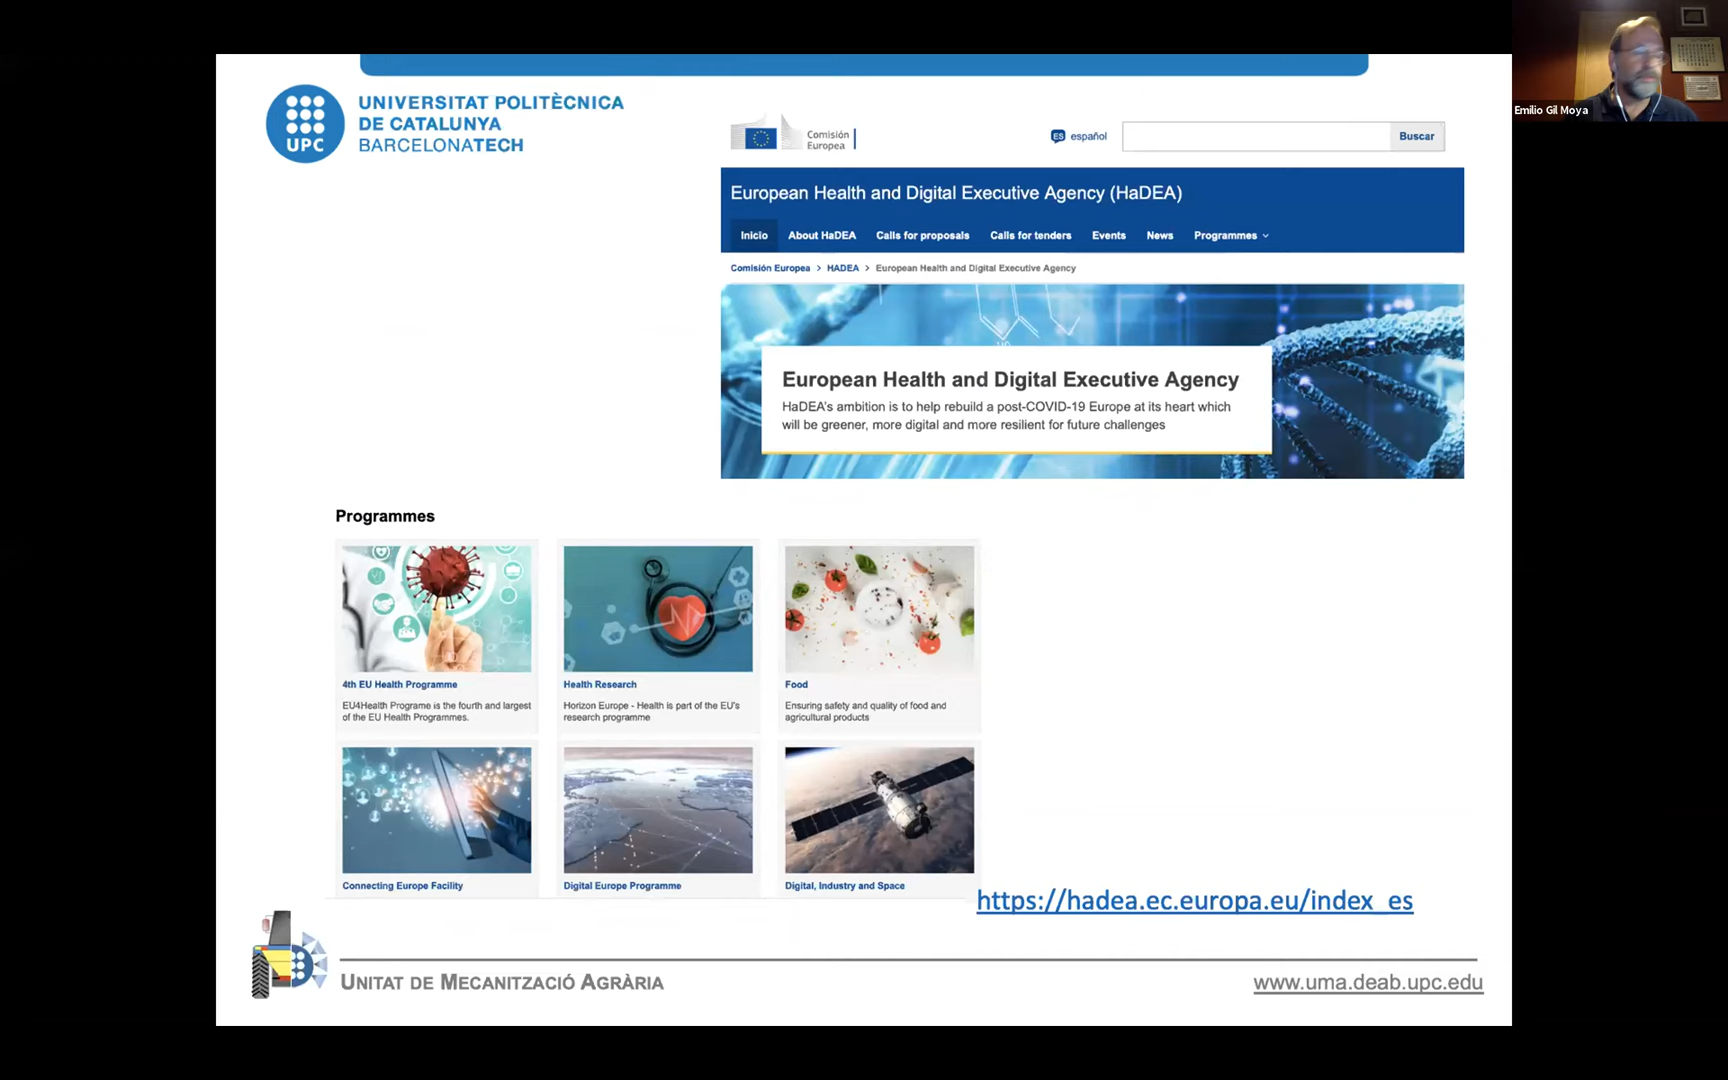 Emilio Gil Moya
UNIVERSITAT POLITÈCNICA
DE CATALUNYA
BARCELONATECH
UPC
Comisión
Europea
ES español
Buscar
European Health and Digital Executive Agency (HaDEA)
Inicio About HaDEA Calls for proposals Calls for tenders Events News Programmes
Comisión Europea > HADEA > European Health and Digital Executive Agency
European Health and Digital Executive Agency
HaDEA's ambition is to help rebuild a post-COVID-19 Europe at its heart which
will be greener, more digital and more resilient for future challenges
Programmes
4th EU Health Programme
EU4Health Programe is the fourth and largest
of the EU Health Programmes.
Health Research
Horizon Europe - Health is part of the EU's
research programme
Food
Ensuring safety and quality of food and
agricultural products
Connecting Europe Facility
Digital Europe Programme
Digital, Industry and Space
https://hadea.ec.europa.eu/index_es
UNITAT DE MECANITZACIÓ AGRÀRIA
www.uma.deab.upc.edu